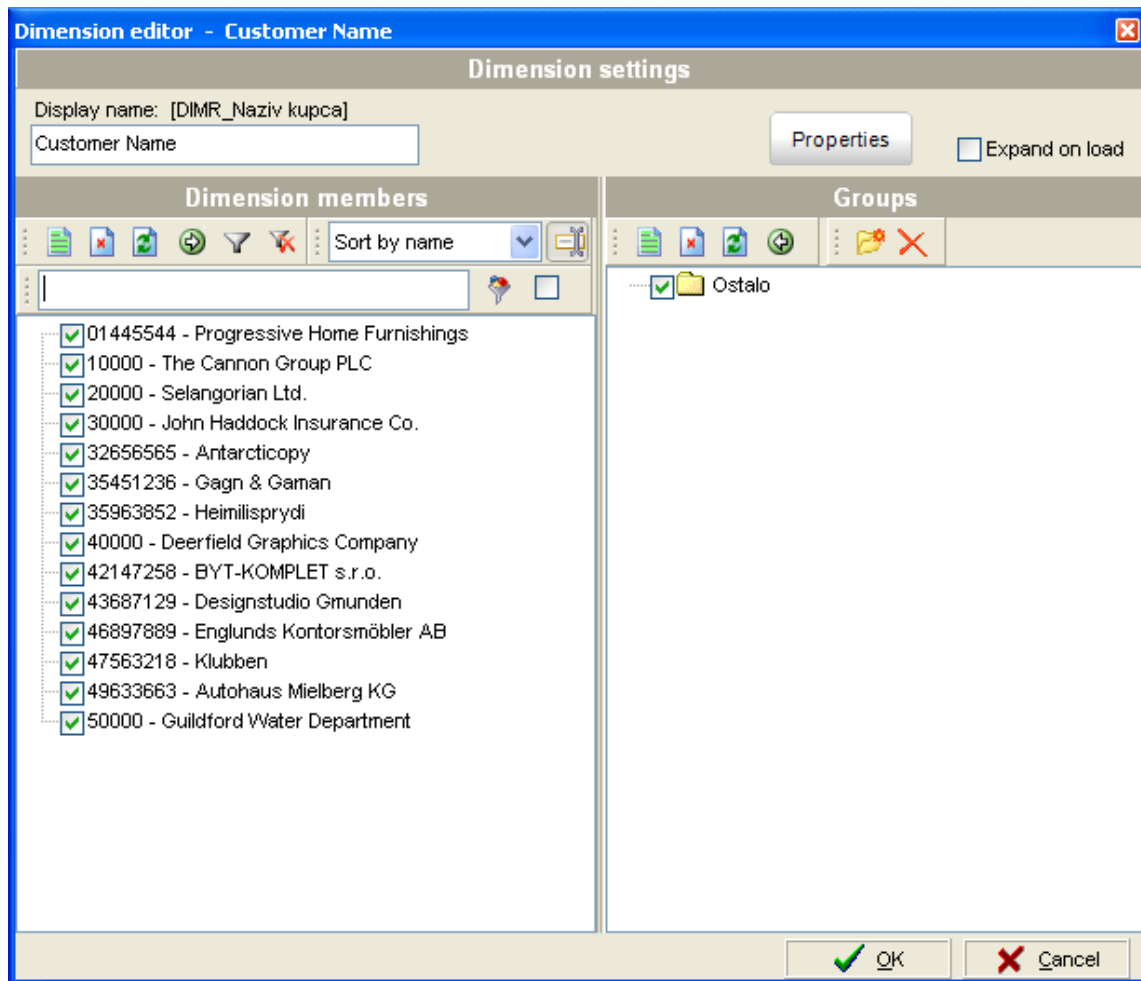 Dimension editor - Customer Name
Dimension settings
Display name: [DIMR_Naziv kupca]
Customer Name
Properties
Expand on load
Dimension members
Groups
Sort by name
Ostalo
01445544 - Progressive Home Furnishings
10000 - The Cannon Group PLC
20000 - Selangorian Ltd.
30000 - John Haddock Insurance Co.
32656565 - Antarcticopy
35451236 - Gagn & Gaman
35963852 - Heimilisprydi
40000 - Deerfield Graphics Company
42147258 - BYT-KOMPLET s.r.o.
43687129 - Designstudio Gmunden
46897889 - Englunds Kontorsmöbler AB
47563218 - Klubben
49633663 - Autohaus Mielberg KG
50000 - Guildford Water Department
OK
Cancel